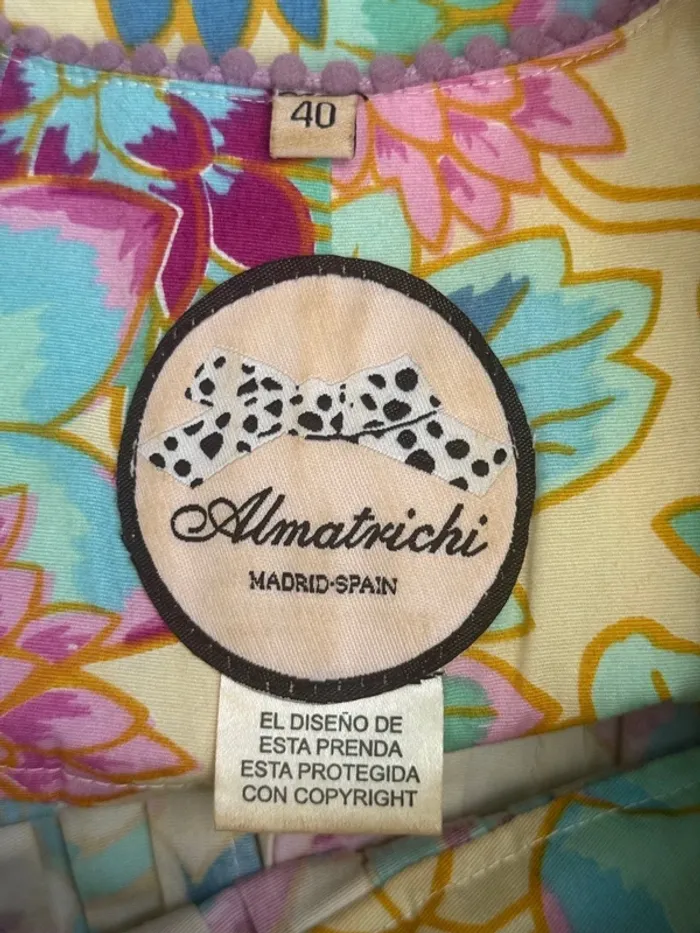 40
Almatrichi
MADRID-SPAIN
EL DISEÑO DE
ESTA PRENDA
ESTA PROTEGIDA
CON COPYRIGHT